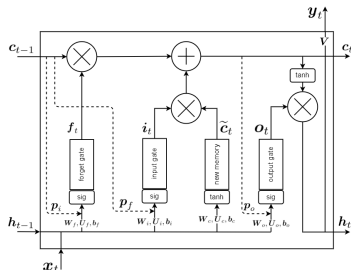 y_t
c_{t-1}
V
c_t
tanh
f_t
i_t
c̃_t
o_t
forget gate
input gate
new memory
output gate
sig
sig
tanh
sig
p_i
p_f
p_o
W_f, U_f, b_f
W_i, U_i, b_i
W_c, U_c, b_c
W_o, U_o, b_o
h_{t-1}
h_t
x_t